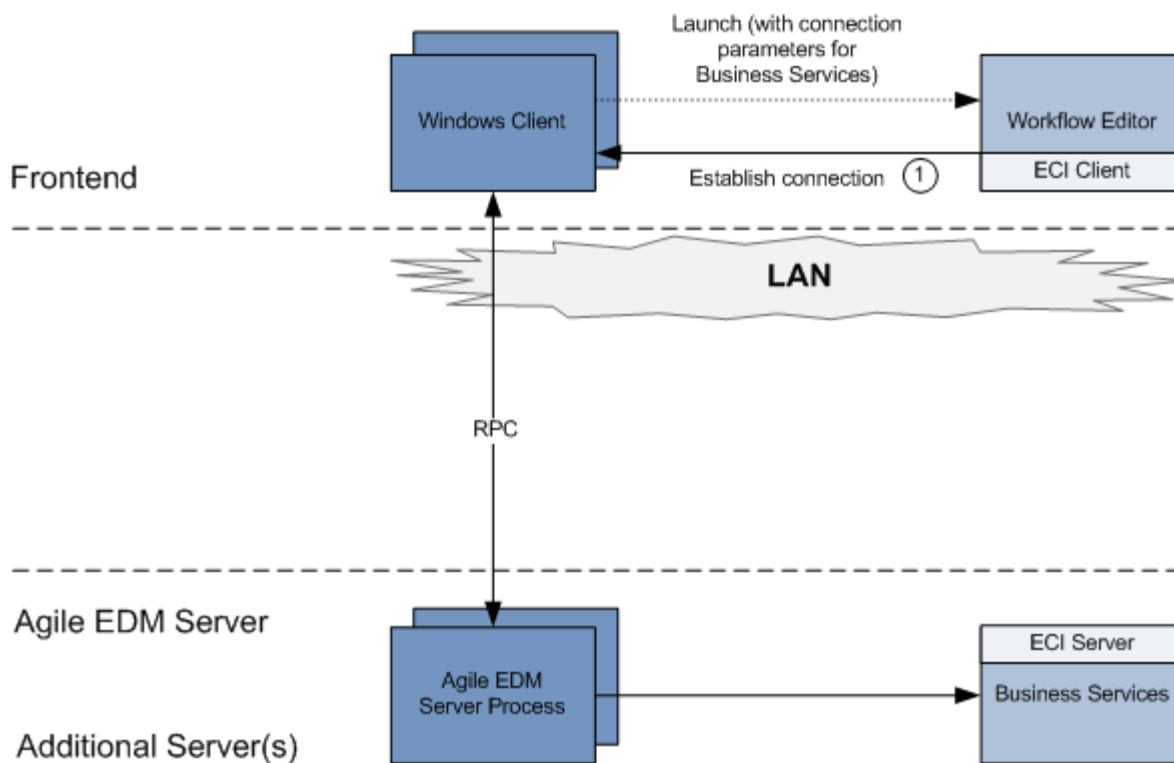 Launch (with connection
parameters for
Business Services)
Windows Client
Workflow Editor
Frontend
Establish connection 1
ECI Client
LAN
RPC
Agile EDM Server
ECI Server
Agile EDM
Server Process
Business Services
Additional Server(s)